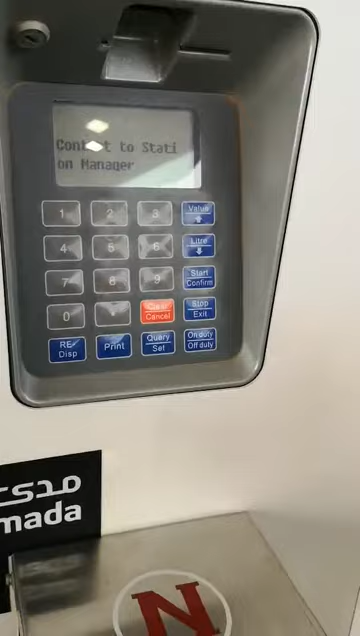 Contact to Stati
on Manager
1 2 3 Value
4 5 6 Litre
7 8 9 Start Confirm
0 Clear Cancel Stop Exit
RE-Disp Print Query Set On duty Off duty
مدى
mada
N